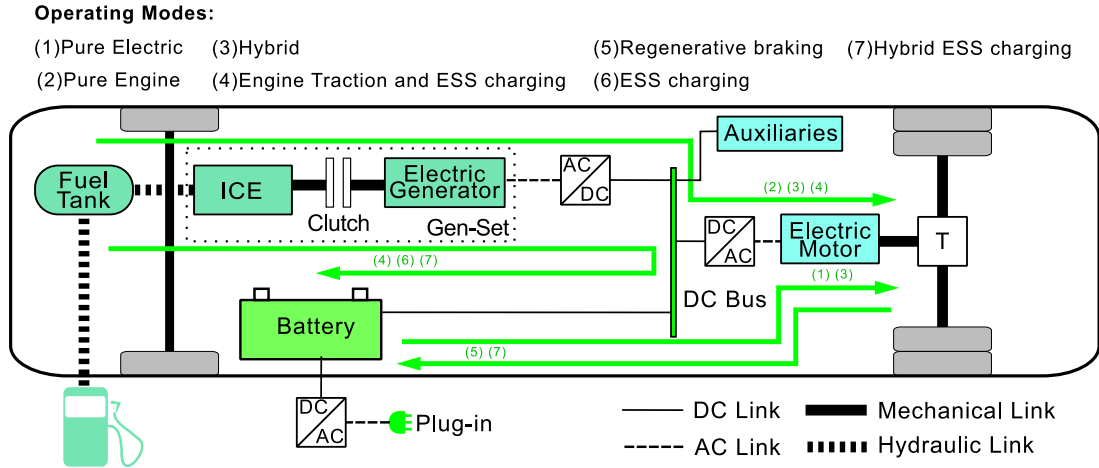 Operating Modes:
(1)Pure Electric (3)Hybrid (5)Regenerative braking (7)Hybrid ESS charging
(2)Pure Engine (4)Engine Traction and ESS charging (6)ESS charging
Auxiliaries
Fuel
Tank
ICE
Clutch
Electric
Generator
Gen-Set
AC
DC
(2) (3) (4)
DC
AC
Electric
Motor
T
(4) (6) (7)
(1) (3)
DC Bus
Battery
(5) (7)
DC
AC
Plug-in
DC Link
Mechanical Link
AC Link
Hydraulic Link